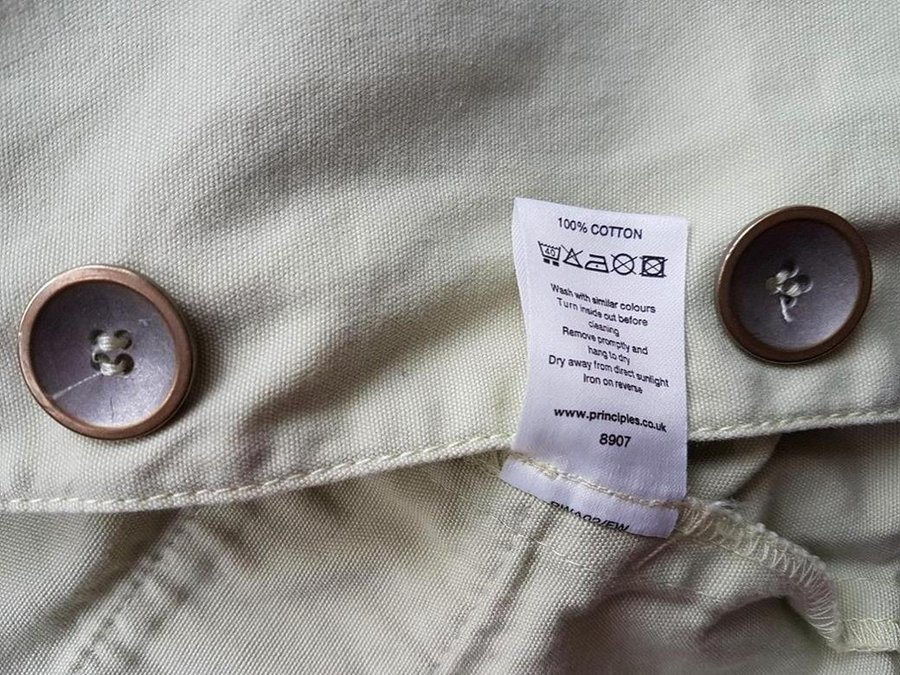 100% COTTON
40
Wash with similar colours
Turn inside out before
cleaning
Remove promptly and
hang to dry
Dry away from direct sunlight
Iron on reverse
www.principles.co.uk
8907